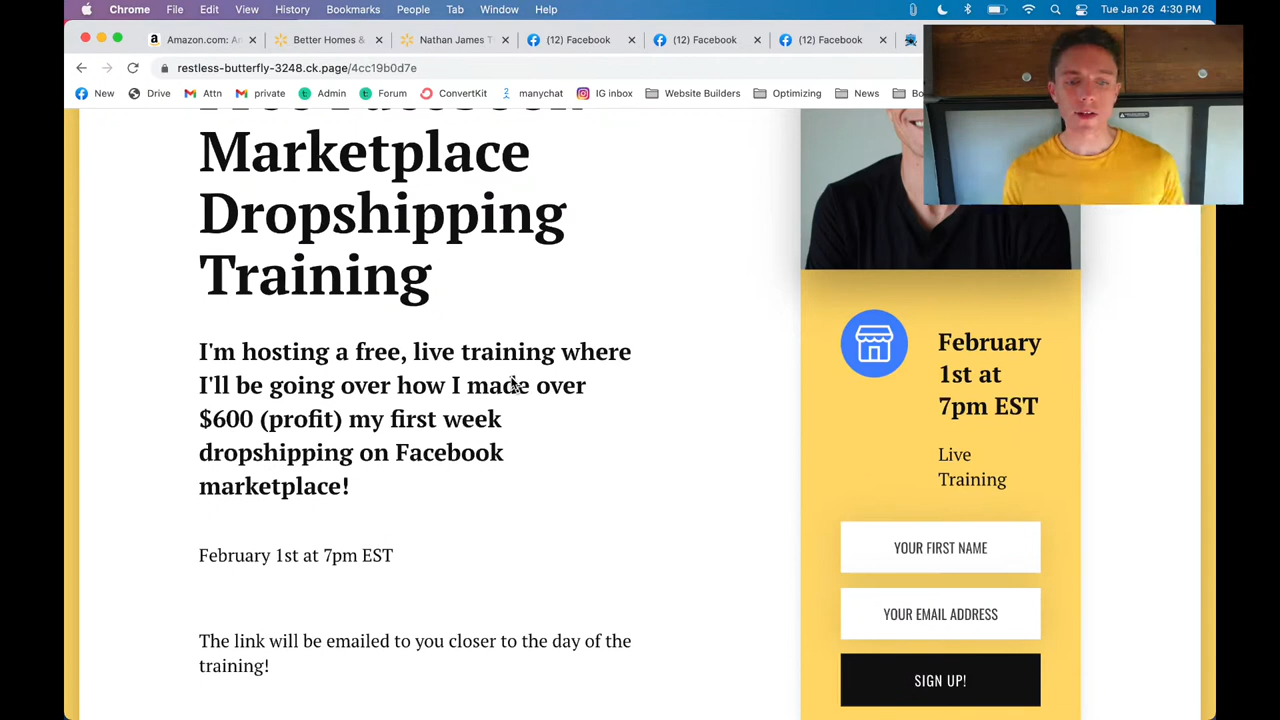 Chrome File Edit View History Bookmarks People Tab Window Help Tue Jan 26 4:30 PM
Amazon.com: Ar Better Homes & Nathan James T (12) Facebook (12) Facebook (12) Facebook
restless-butterfly-3248.ck.page/4cc19b0d7e
New Drive Attn private Admin Forum ConvertKit manychat IG inbox Website Builders Optimizing News Bo
Marketplace
Dropshipping
Training
I'm hosting a free, live training where
I'll be going over how I made over
$600 (profit) my first week
dropshipping on Facebook
marketplace!
February 1st at 7pm EST
The link will be emailed to you closer to the day of the
training!
February
1st at
7pm EST
Live
Training
YOUR FIRST NAME
YOUR EMAIL ADDRESS
SIGN UP!